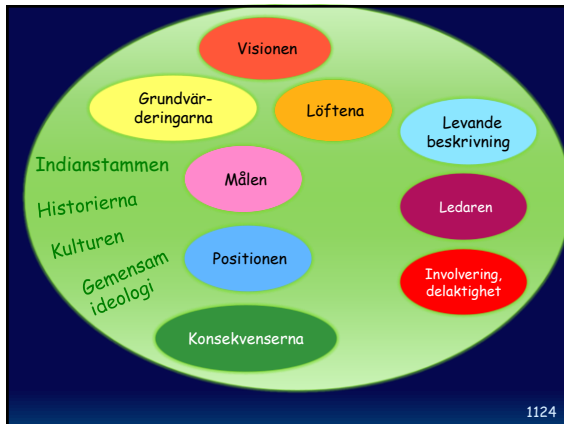 Visionen
Grundvär-
deringarna
Löftena
Levande
beskrivning
Indianstammen
Målen
Historierna
Ledaren
Kulturen
Positionen
Gemensam
ideologi
Involvering,
delaktighet
Konsekvenserna
1124